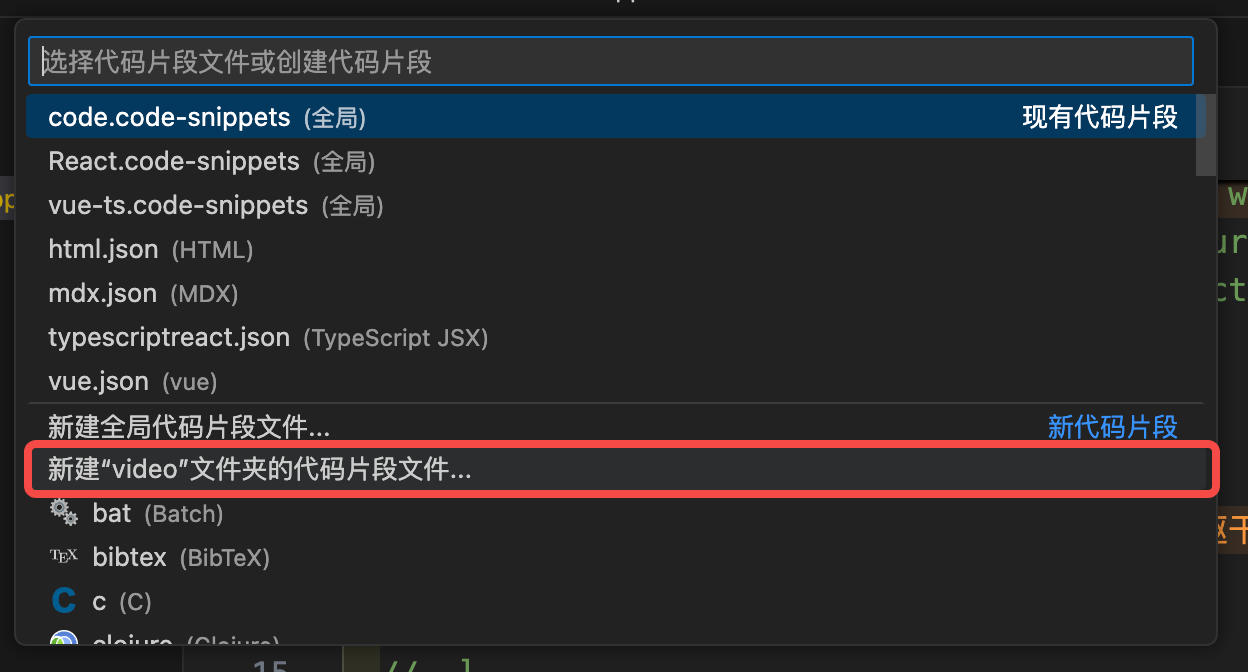 选择代码片段文件或创建代码片段
code.code-snippets (全局) 现有代码片段
React.code-snippets (全局)
vue-ts.code-snippets (全局)
html.json (HTML)
mdx.json (MDX)
typescriptreact.json (TypeScript JSX)
vue.json (vue)
新建全局代码片段文件... 新代码片段
新建“video”文件夹的代码片段文件...
bat (Batch)
TEX bibtex (BibTeX)
C c (C)
clojure (Clojure)
15 //